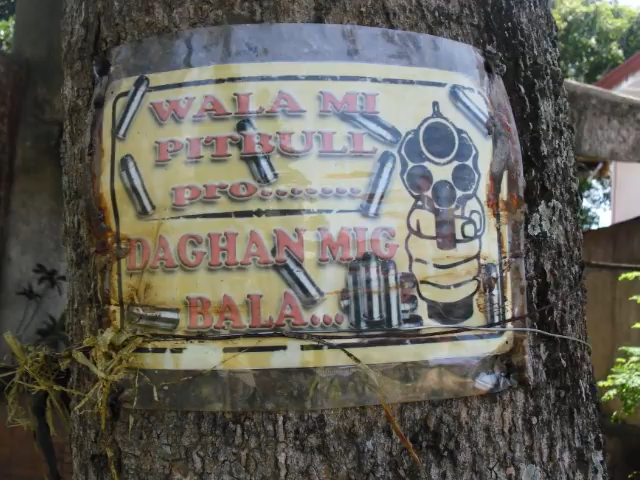 WALA MI
PITBULL
pro.........
DAGHAN MIG
BALA...